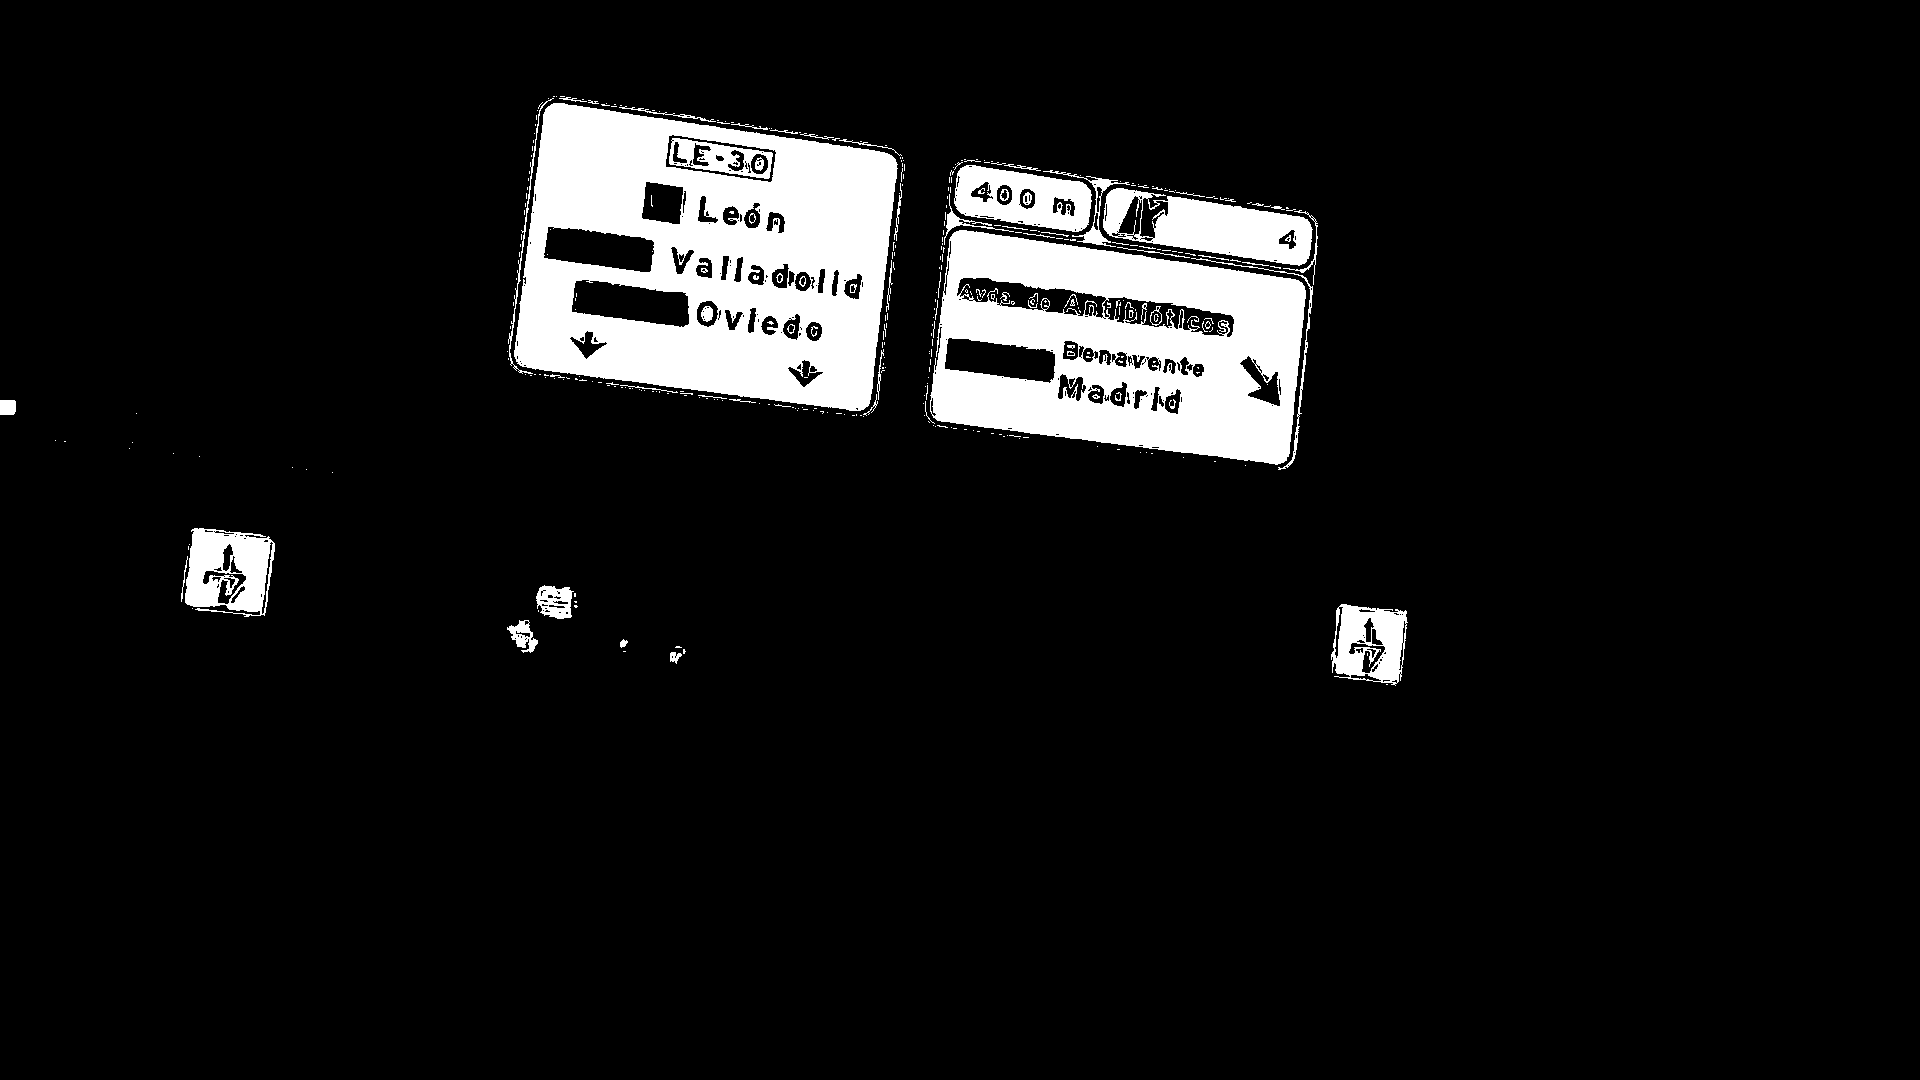 LE-30
León
Valladolid
Oviedo
400 m
4
Avda. de Antibióticos
Benavente
Madrid